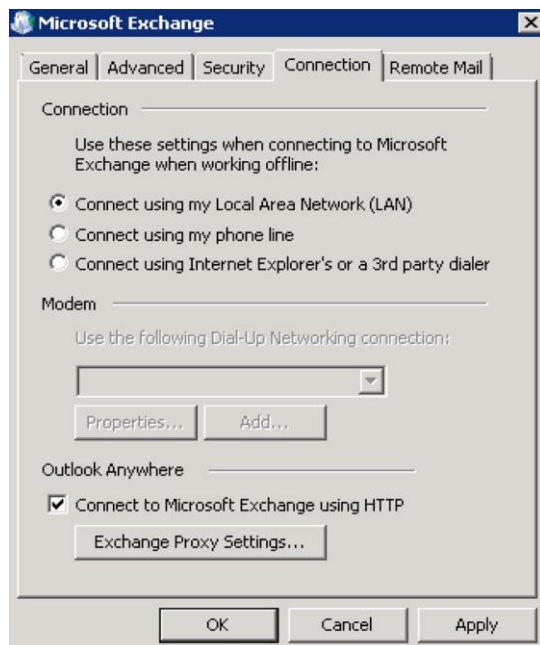 Microsoft Exchange
General Advanced Security Connection Remote Mail
Connection
Use these settings when connecting to Microsoft
Exchange when working offline:
Connect using my Local Area Network (LAN)
Connect using my phone line
Connect using Internet Explorer's or a 3rd party dialer
Modem
Use the following Dial-Up Networking connection:
Properties... Add...
Outlook Anywhere
Connect to Microsoft Exchange using HTTP
Exchange Proxy Settings...
OK Cancel Apply